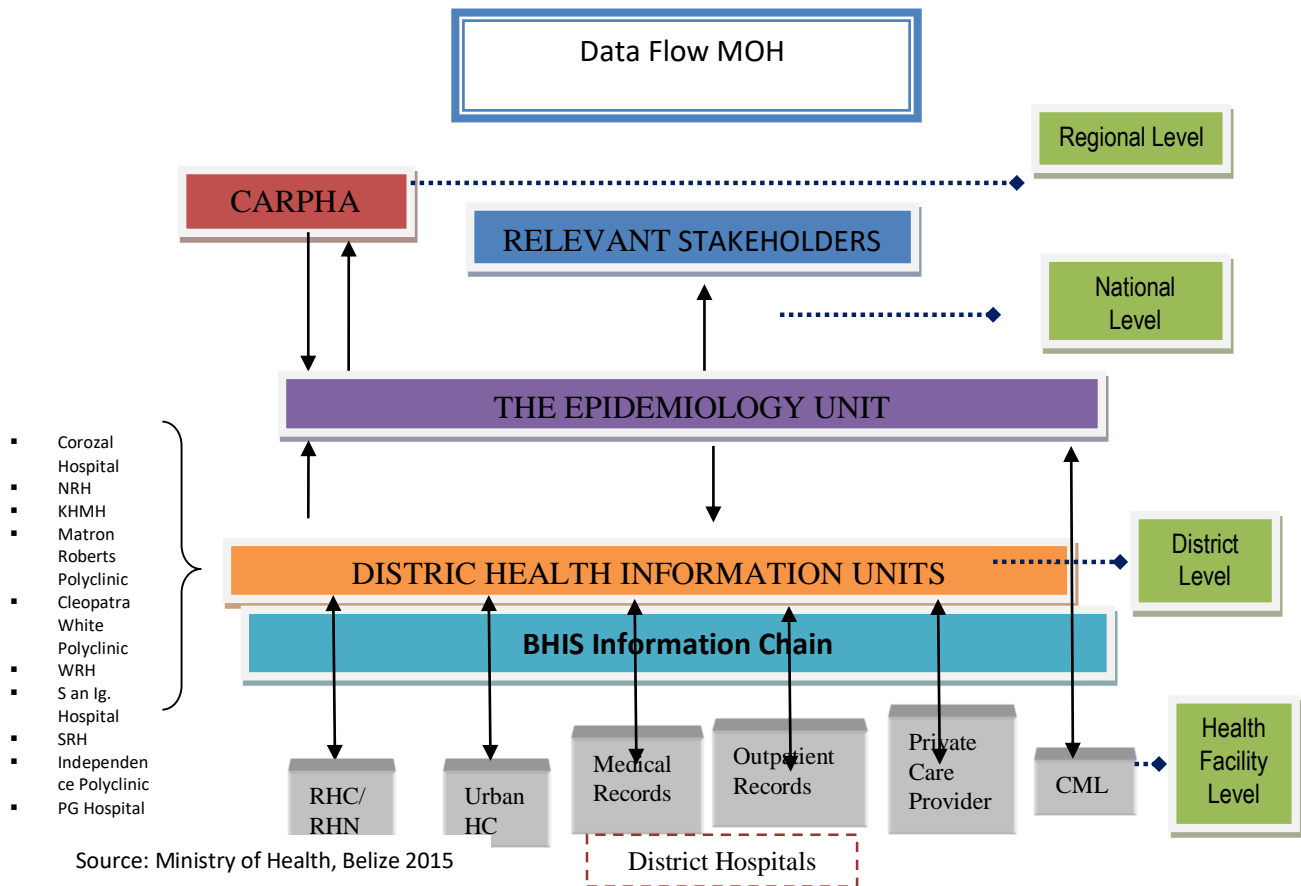 Data Flow MOH
Regional Level
CARPHA
RELEVANT STAKEHOLDERS
National
Level
THE EPIDEMIOLOGY UNIT
▪ Corozal
Hospital
▪ NRH
▪ KHMH
▪ Matron
Roberts
Polyclinic
▪ Cleopatra
White
Polyclinic
▪ WRH
▪ S an Ig.
Hospital
▪ SRH
▪ Independen
ce Polyclinic
▪ PG Hospital
District
Level
DISTRIC HEALTH INFORMATION UNITS
BHIS Information Chain
RHC/
RHN
Urban
HC
Medical
Records
Outpatient
Records
Private
Care
Provider
CML
Health
Facility
Level
Source: Ministry of Health, Belize 2015
District Hospitals